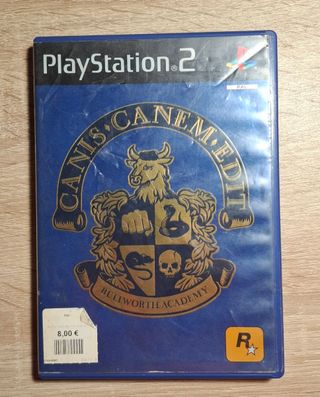 PlayStation®2
CANIS·CANEM·EDIT
BULLWORTH ACADEMY
8,00 €
R